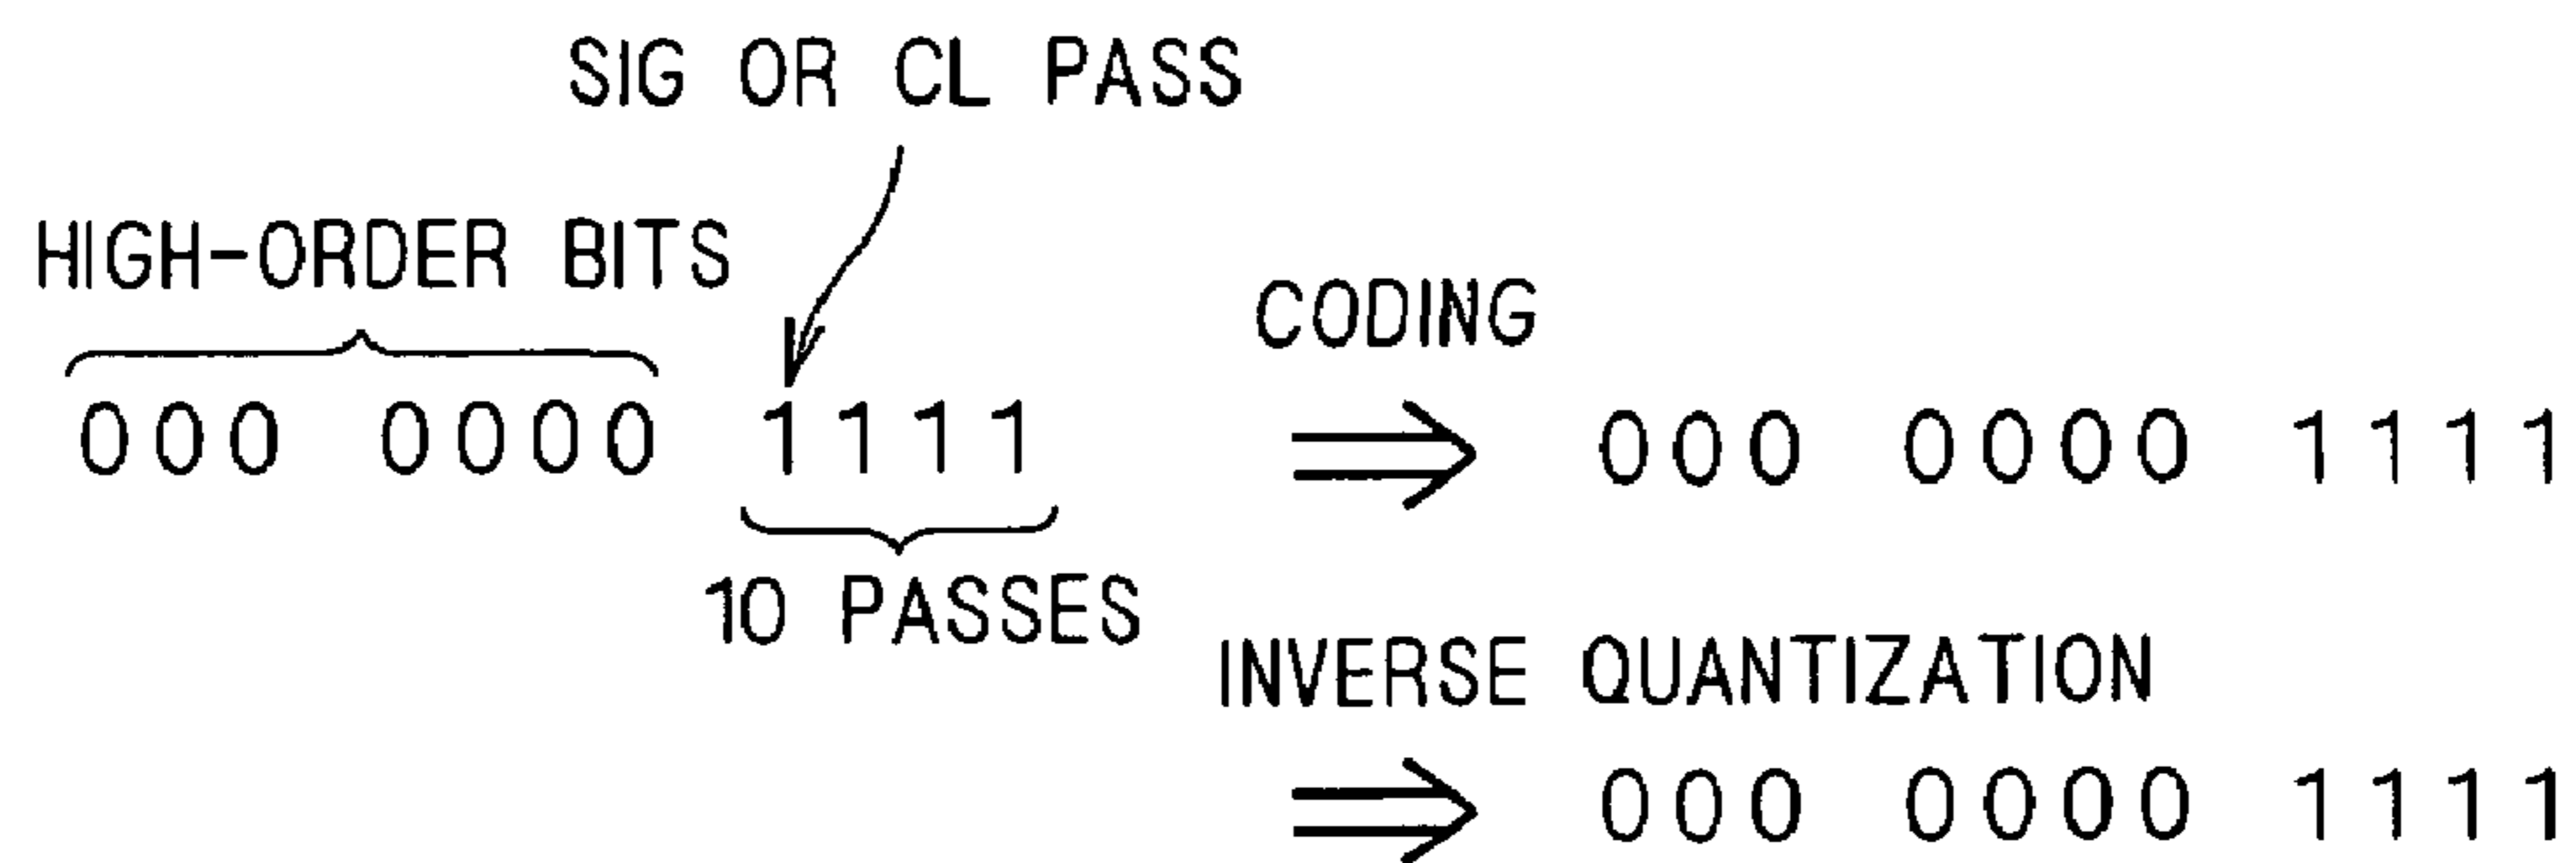 SIG OR CL PASS
HIGH-ORDER BITS
CODING
000 0000 1111 ⇒ 000 0000 1111
10 PASSES
INVERSE QUANTIZATION
⇒ 000 0000 1111